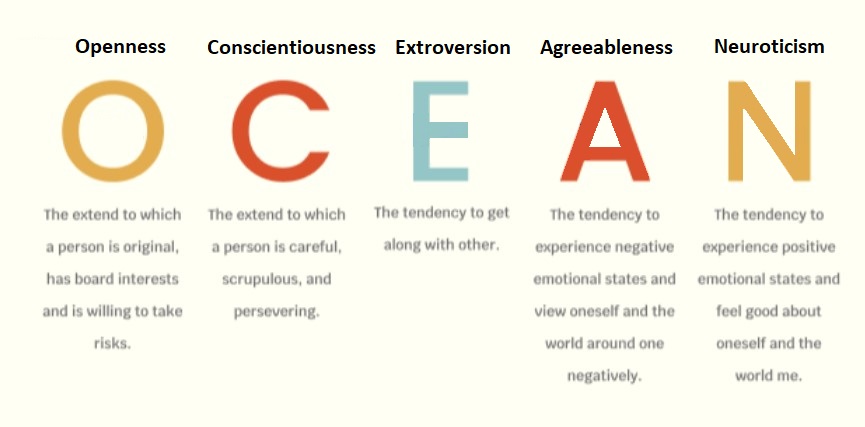 Openness
Conscientiousness
Extroversion
Agreeableness
Neuroticism
O
C
E
A
N
The extend to which
a person is original,
has board interests
and is willing to take
risks.
The extend to which
a person is careful,
scrupulous, and
persevering.
The tendency to get
along with other.
The tendency to
experience negative
emotional states and
view oneself and the
world around one
negatively.
The tendency to
experience positive
emotional states and
feel good about
oneself and the
world me.